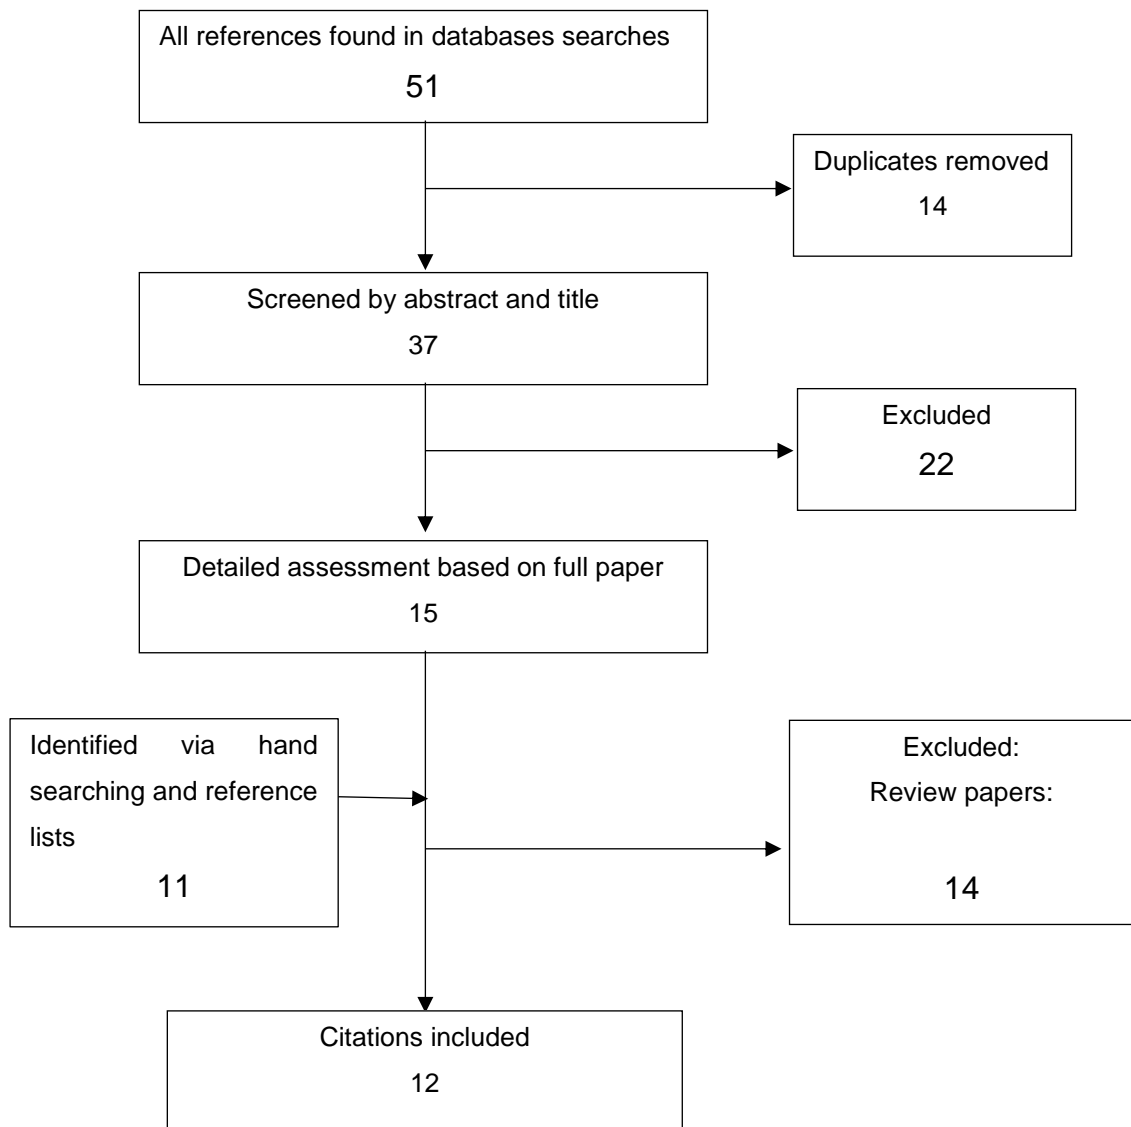 All references found in databases searches
51
Duplicates removed
14
Screened by abstract and title
37
Excluded
22
Detailed assessment based on full paper
15
Identified via hand
searching and reference
lists
11
Excluded:
Review papers:
14
Citations included
12